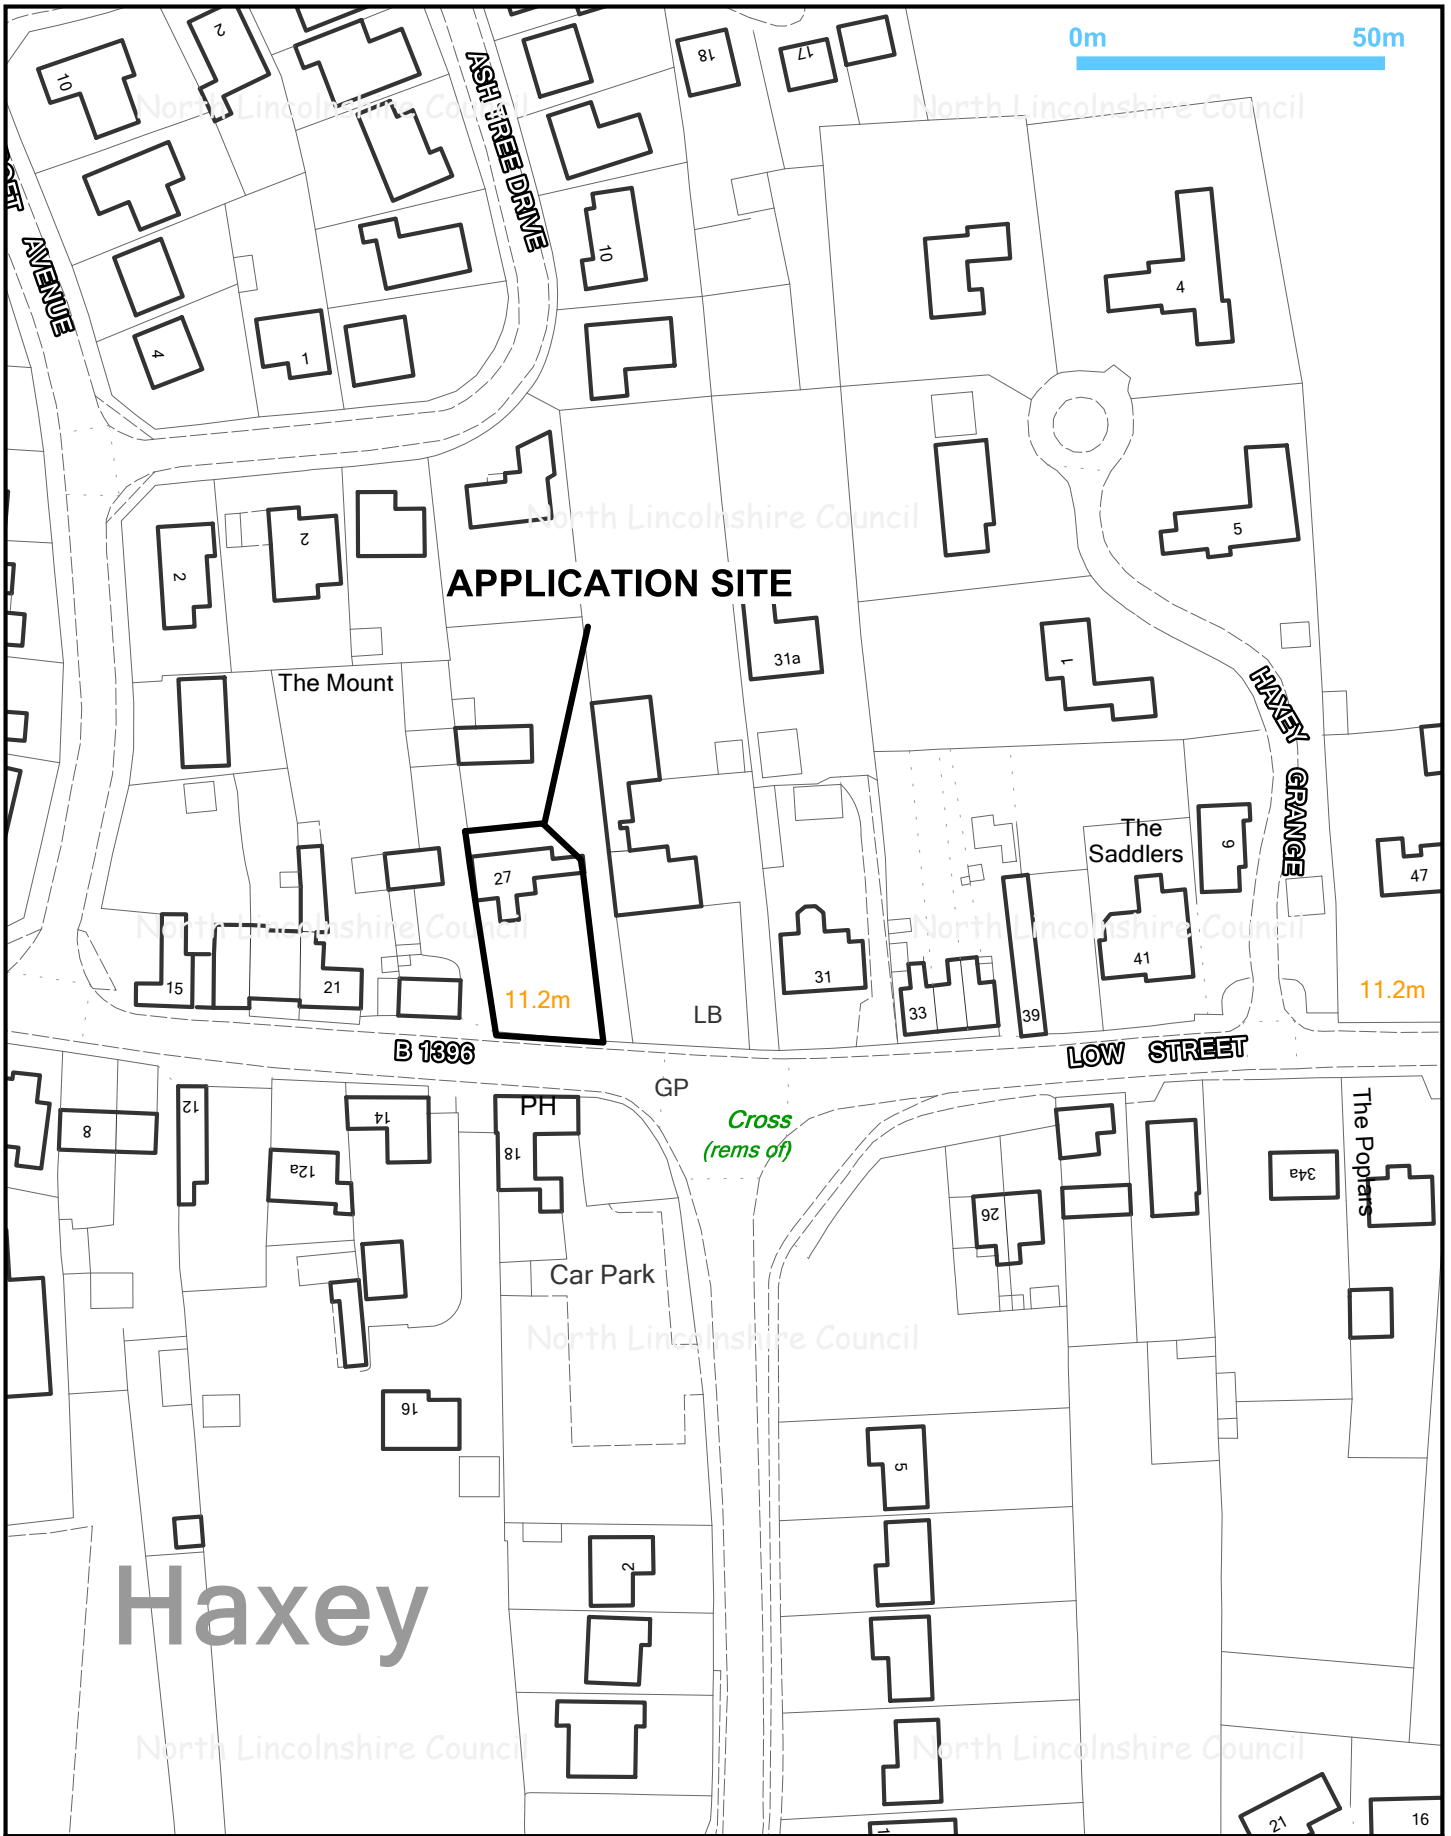 0m 50m
2
10
18
17
North Lincolnshire Council
North Lincolnshire Council
ASH TREE DRIVE
AVENUE
10
4
4
1
2
2
5
North Lincolnshire Council
APPLICATION SITE
The Mount
31a
1
HAXEY GRANGE
The
Saddlers
9
47
27
North Lincolnshire Council
North Lincolnshire Council
15
21
11.2m
LB
31
33
39
41
11.2m
B 1396
LOW STREET
GP
Cross
(rems of)
PH
12
14
8
12a
18
26
34a
The Poplars
Car Park
North Lincolnshire Council
16
5
2
Haxey
North Lincolnshire Council
North Lincolnshire Council
21
16